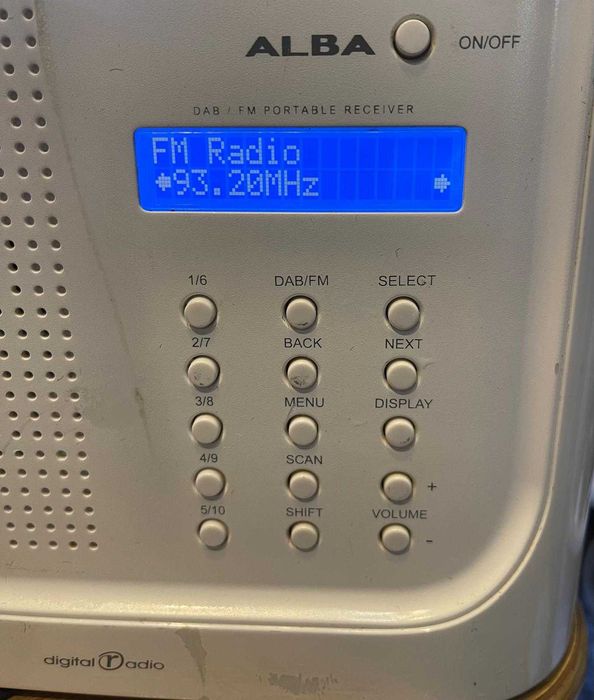 ALBA
ON/OFF
DAB / FM PORTABLE RECEIVER
FM Radio
93.20MHz
1/6 DAB/FM SELECT
2/7 BACK NEXT
3/8 MENU DISPLAY
4/9 SCAN +
5/10 SHIFT VOLUME -
digital radio